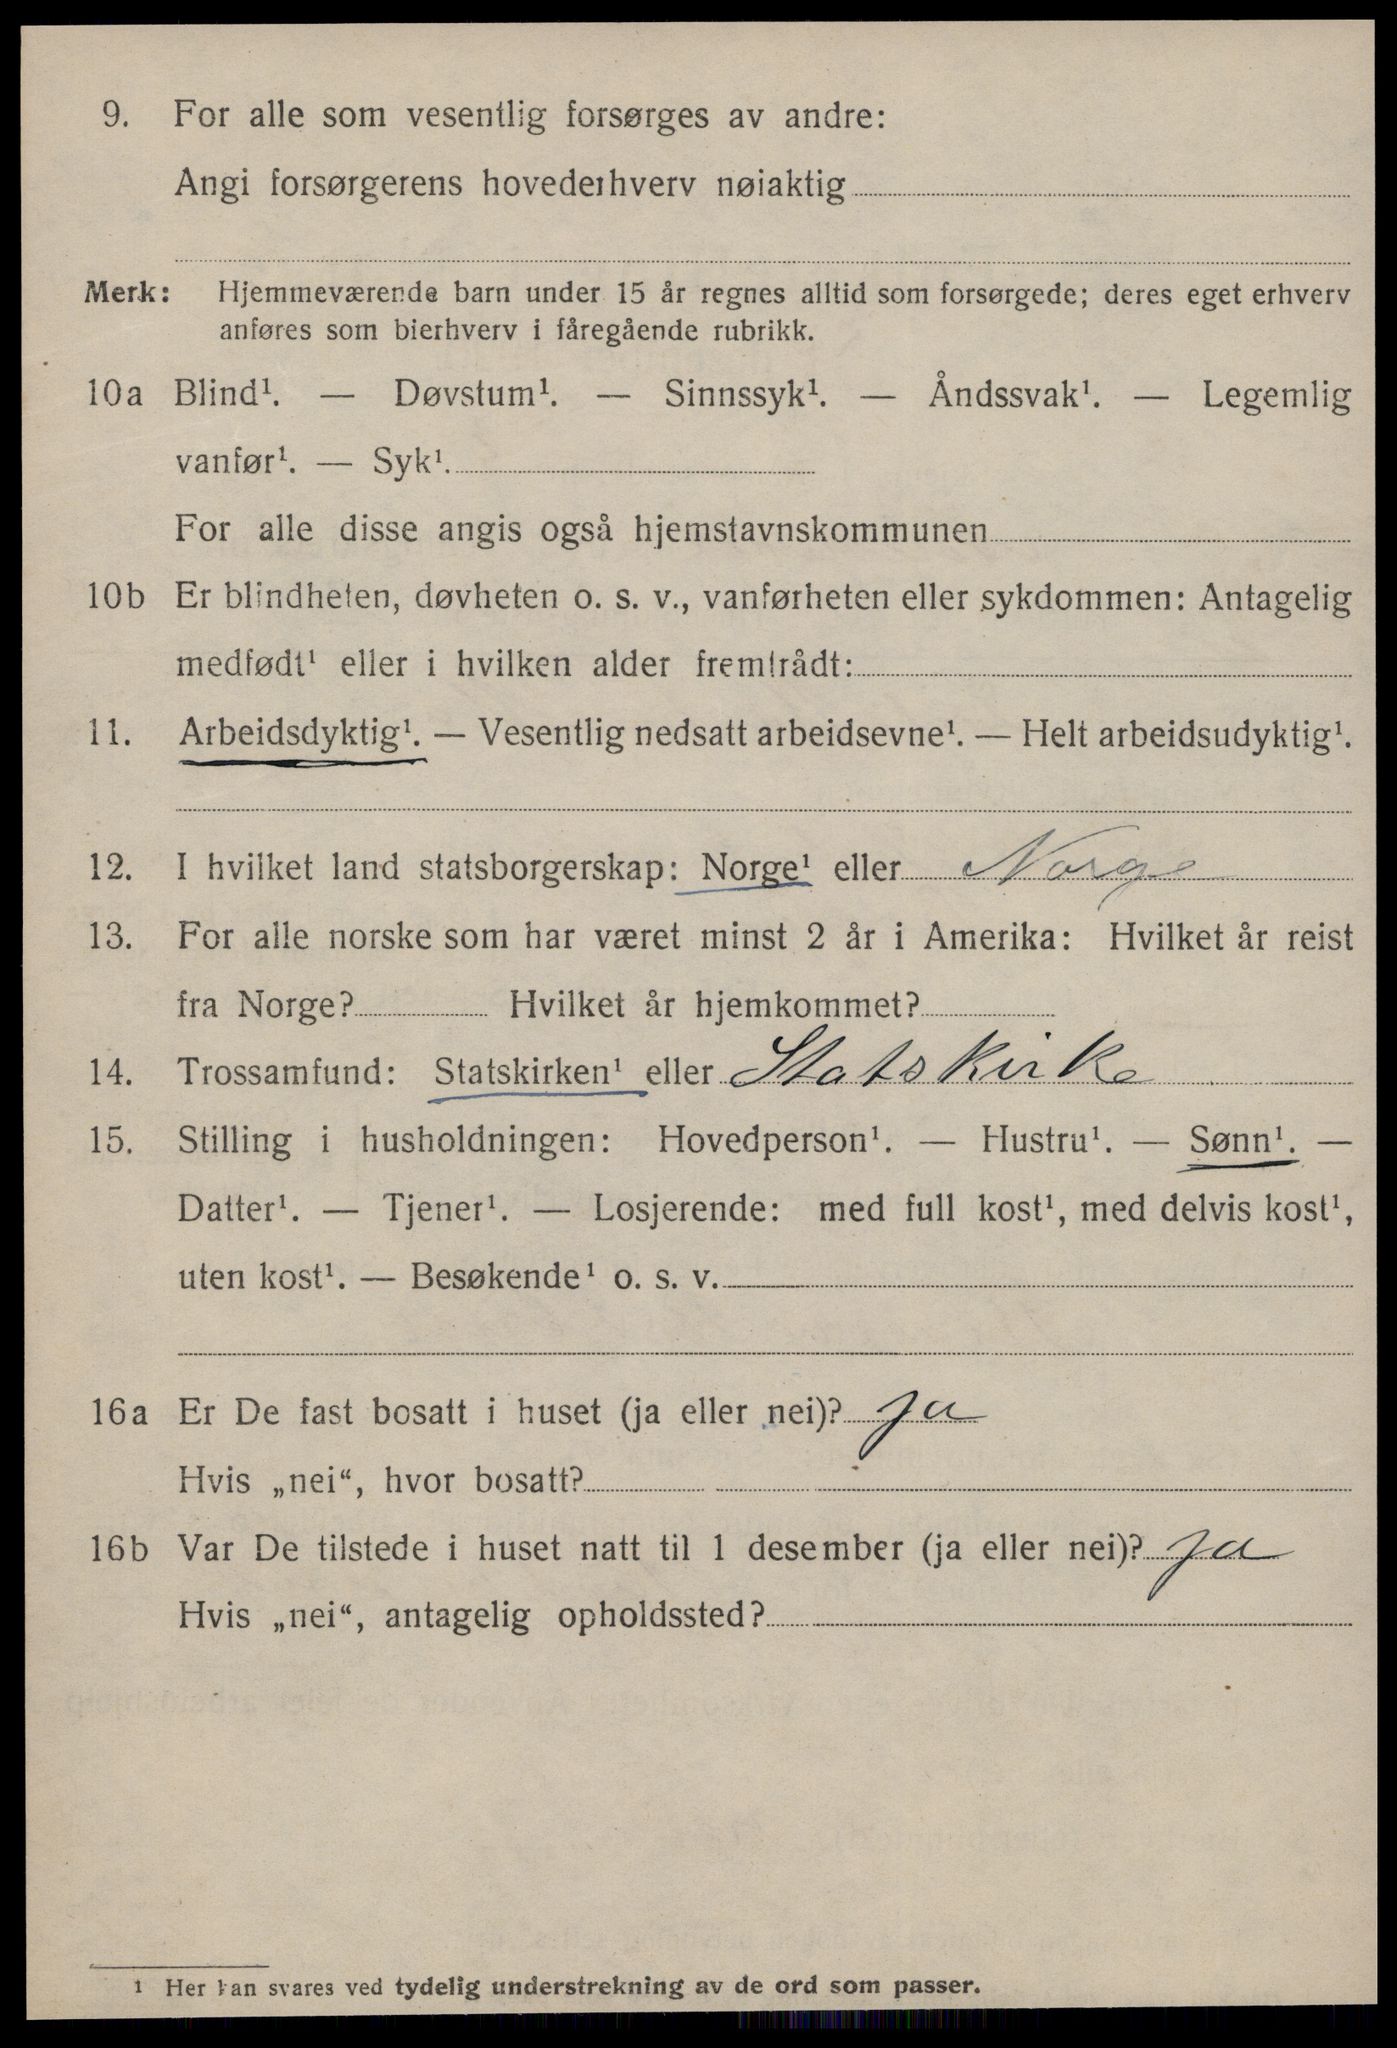 9. For alle som vesentlig forsørges av andre:
Angi forsørgerens hovederhverv nøiaktig
Merk: Hjemmeværende barn under 15 år regnes alltid som forsørgede; deres eget erhverv
anføres som bierhverv i fåregående rubrikk.
10a Blind¹. — Døvstum¹. — Sinnssyk¹. — Åndssvak¹. — Legemlig
vanfør¹. — Syk¹.
For alle disse angis også hjemstavnskommunen
10b Er blindheten, døvheten o. s. v., vanførheten eller sykdommen: Antagelig
medfødt¹ eller i hvilken alder fremtrådt:
11. Arbeidsdyktig¹. — Vesentlig nedsatt arbeidsevne¹. — Helt arbeidsudyktig¹.
12. I hvilket land statsborgerskap: Norge¹ eller Norge
13. For alle norske som har været minst 2 år i Amerika: Hvilket år reist
fra Norge? Hvilket år hjemkommet?
14. Trossamfund: Statskirken¹ eller Statskirke
15. Stilling i husholdningen: Hovedperson¹. — Hustru¹. — Sønn¹. —
Datter¹. — Tjener¹. — Losjerende: med full kost¹, med delvis kost¹,
uten kost¹. — Besøkende¹ o. s. v.
16a Er De fast bosatt i huset (ja eller nei)? ja
Hvis „nei“, hvor bosatt?
16b Var De tilstede i huset natt til 1 desember (ja eller nei)? ja
Hvis „nei“, antagelig opholdssted?
1 Her kan svares ved tydelig understrekning av de ord som passer.